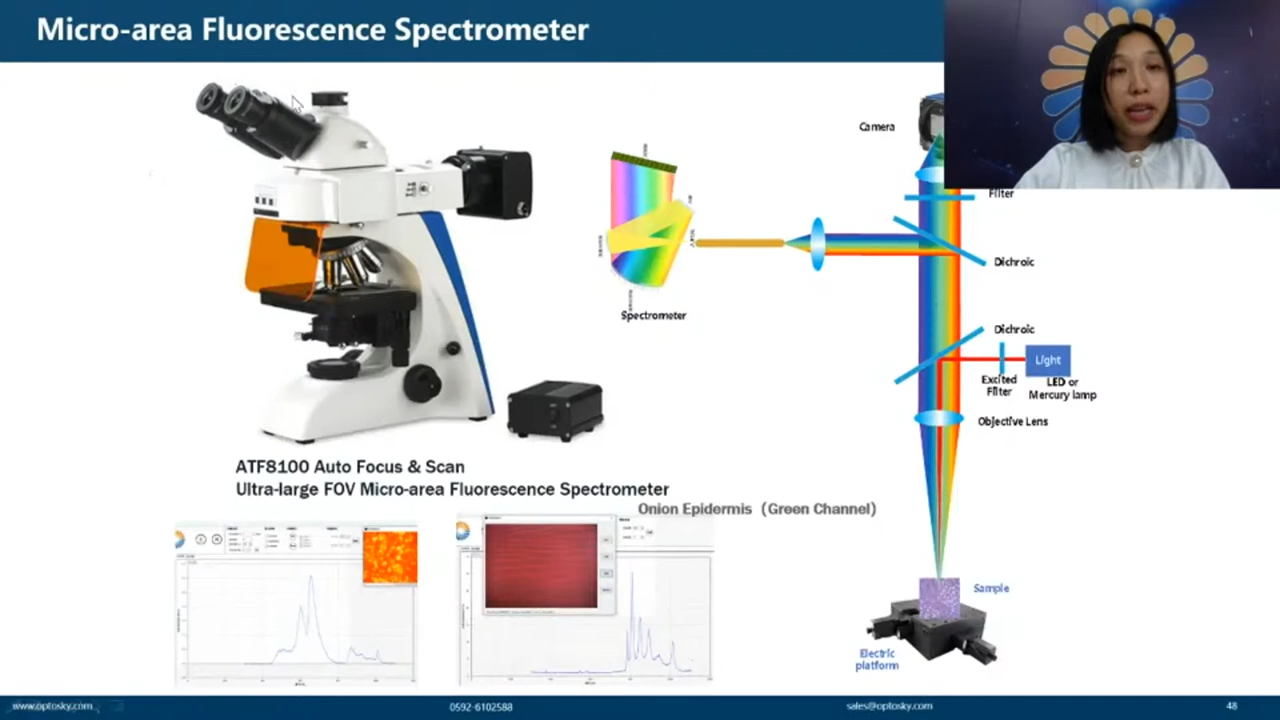 Micro-area Fluorescence Spectrometer
Camera
Filter
Dichroic
Spectrometer
Dichroic
Light
Excited
Filter
LED or
Mercury lamp
Objective Lens
ATF8100 Auto Focus & Scan
Ultra-large FOV Micro-area Fluorescence Spectrometer
Onion Epidermis (Green Channel)
Sample
Electric
platform
www.optosky.com
0592-6102588
sales@optosky.com
48